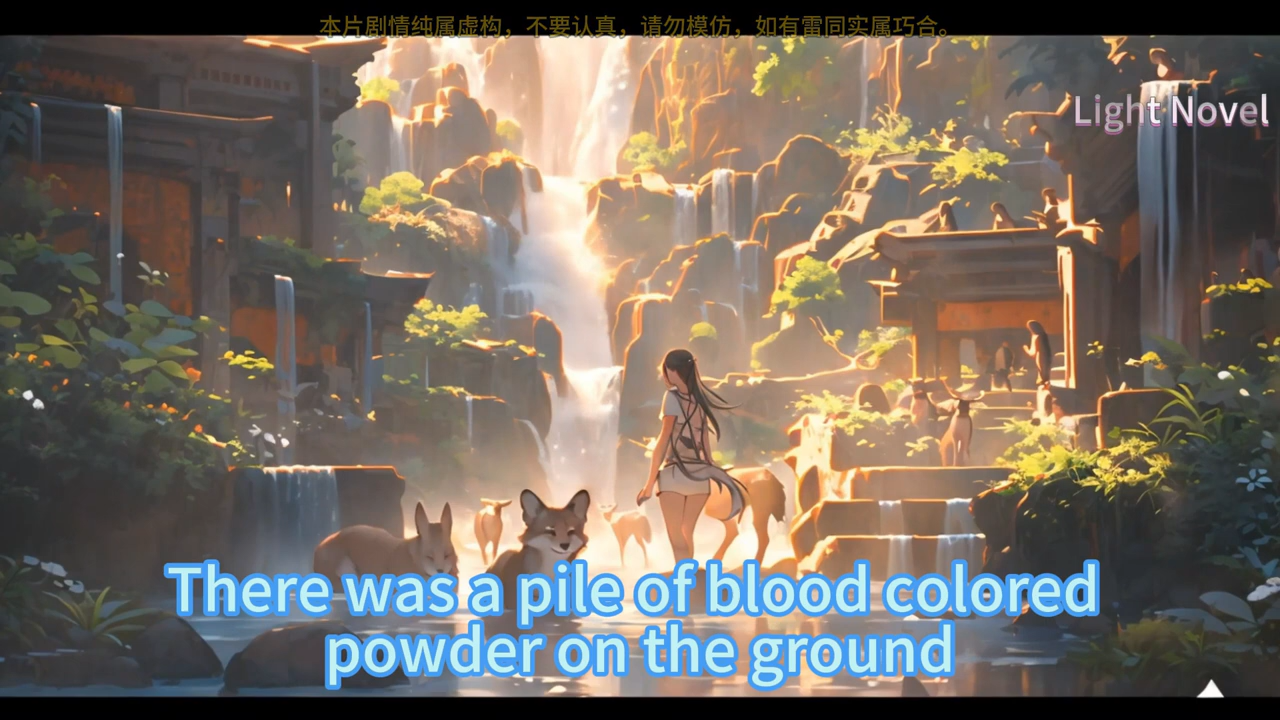 本片剧情纯属虚构，不要认真，请勿模仿，如有雷同实属巧合。
Light Novel
There was a pile of blood colored
powder on the ground